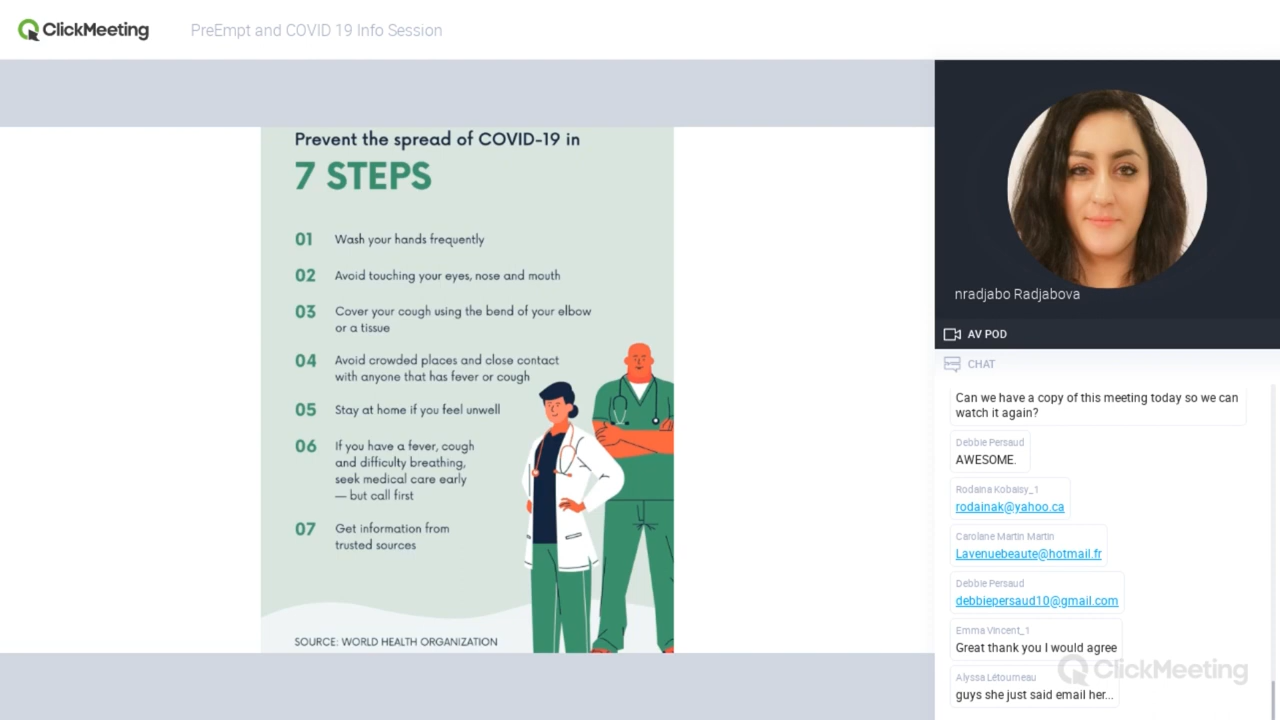 ClickMeeting
PreEmpt and COVID 19 Info Session
Prevent the spread of COVID-19 in
7 STEPS
01 Wash your hands frequently
02 Avoid touching your eyes, nose and mouth
03 Cover your cough using the bend of your elbow
or a tissue
04 Avoid crowded places and close contact
with anyone that has fever or cough
05 Stay at home if you feel unwell
06 If you have a fever, cough
and difficulty breathing,
seek medical care early
— but call first
07 Get information from
trusted sources
SOURCE: WORLD HEALTH ORGANIZATION
nradjabo Radjabova
AV POD
CHAT
Can we have a copy of this meeting today so we can
watch it again?
Debbie Persaud
AWESOME.
Rodaina Kobaisy_1
rodainak@yahoo.ca
Carolane Martin Martin
Lavenuebeaute@hotmail.fr
Debbie Persaud
debbiepersaud10@gmail.com
Emma Vincent_1
Great thank you I would agree
Alyssa Létourneau
guys she just said email her...
ClickMeeting